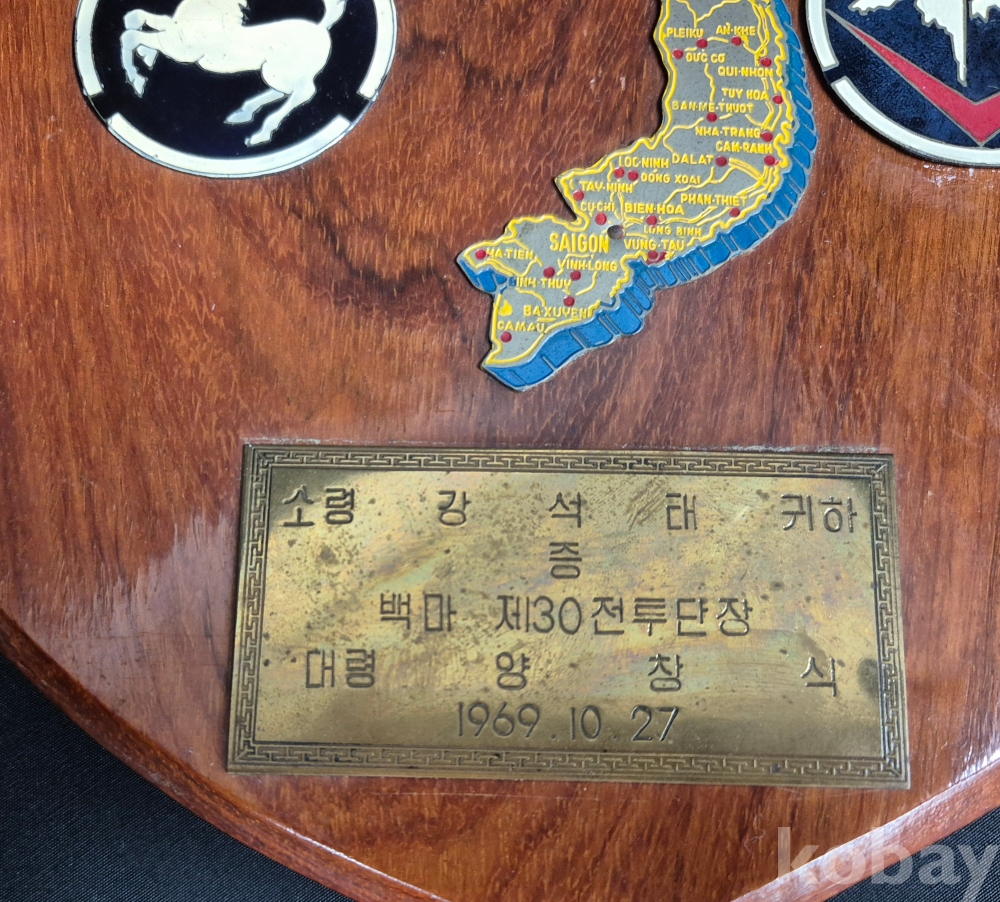 PLEIKU AN·KHE
DUC CO
QUI·NHON
TUY HOA
BAN·ME·THUOT
NHA·TRANG
CAM·RANH
LOC·NINH DALAT
DONG XOAI
TAY·NINH
PHAN·THIET
CU·CHI BIEN·HOA
LONG BINH
SAIGON VUNG·TAU
HA·TIEN
VINH·LONG
BINH·THUY
BA·XUYEN
CAMAU
소령 강 석 태 귀하
증
백마 제30전투단장
대령 양 창 식
1969.10.27
kobay